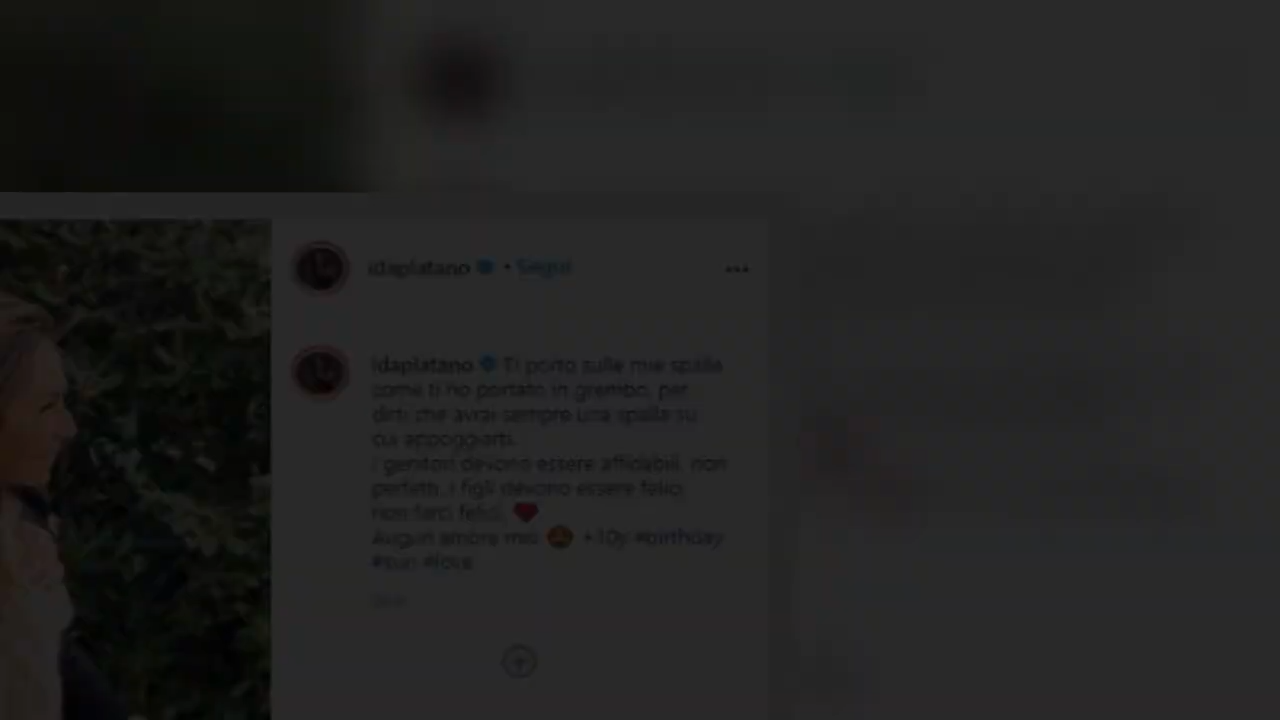 idaplatano • Segui
idaplatano Ti porto sulle mie spalle
come ti ho portato in grembo, per
dirti che avrai sempre una spalla su
cui appoggiarti.
I genitori devono essere affidabili, non
perfetti. I figli devono essere felici
non farci felici. ❤
Auguri amore mio 😍 +10y #birthday
#love